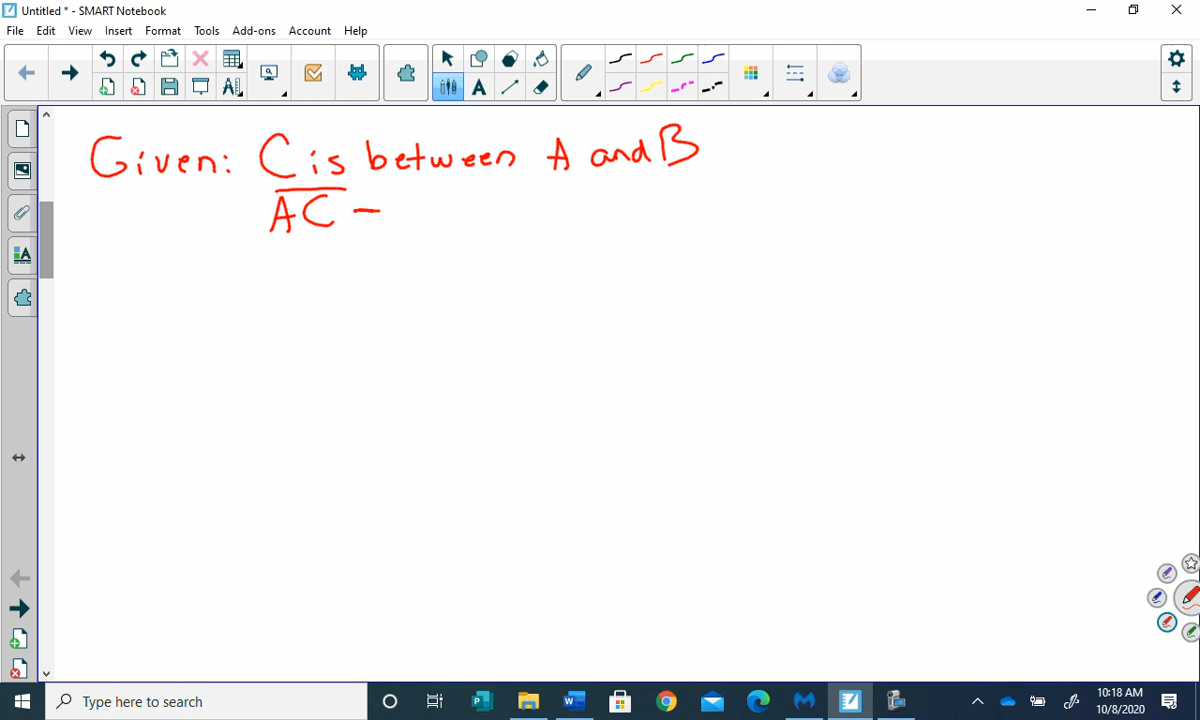 Untitled * - SMART Notebook
File Edit View Insert Format Tools Add-ons Account Help
Given: C is between A and B
AC -
Type here to search
10:18 AM
10/8/2020